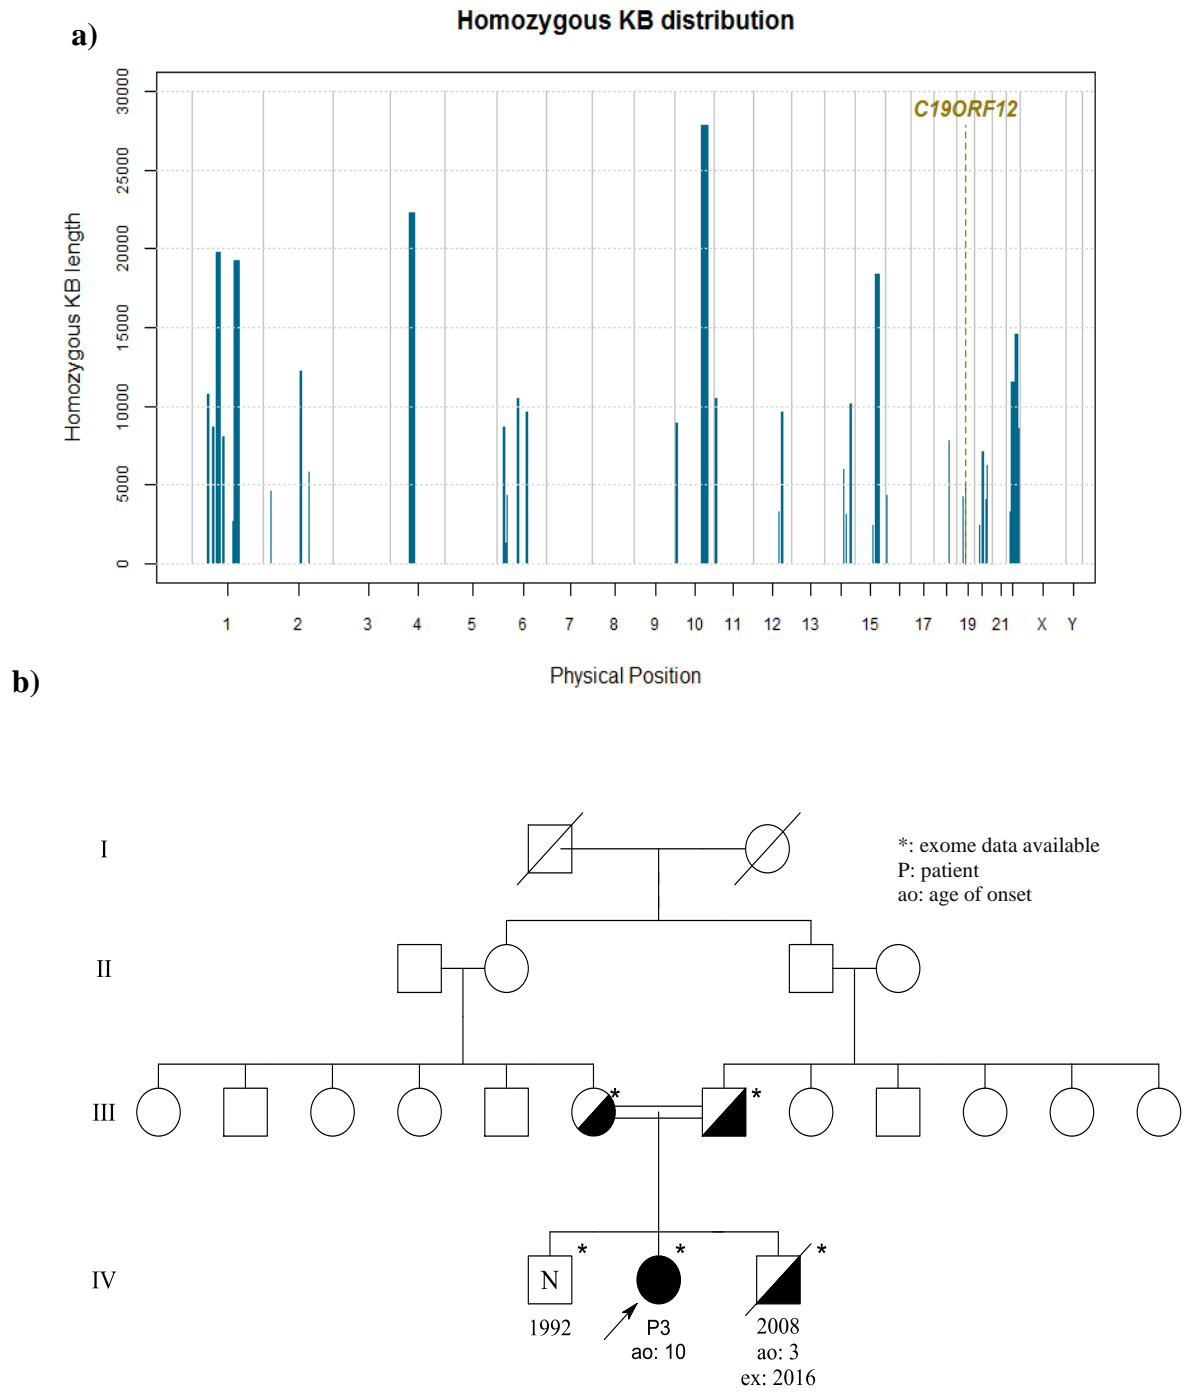 a)
Homozygous KB distribution
C19ORF12
Homozygous KB length
30000
25000
20000
15000
10000
5000
0
1 2 3 4 5 6 7 8 9 10 11 12 13 15 17 19 21 X Y
Physical Position
b)
I
*: exome data available
P: patient
ao: age of onset
II
* *
III
* * *
IV
N
1992 P3 2008
ao: 10 ao: 3
ex: 2016